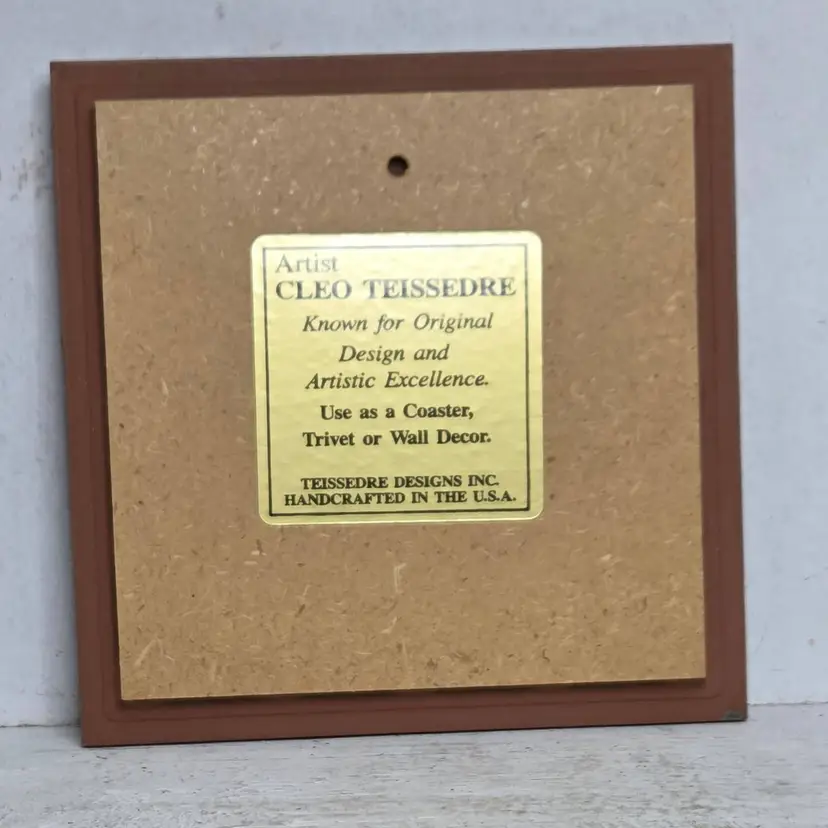 Artist
CLEO TEISSEDRE
Known for Original
Design and
Artistic Excellence.
Use as a Coaster,
Trivet or Wall Decor.
TEISSEDRE DESIGNS INC.
HANDCRAFTED IN THE U.S.A.